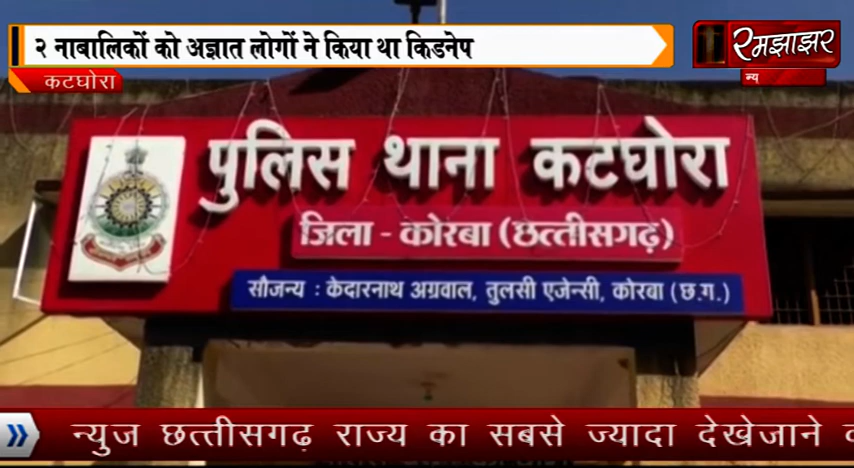 २ नाबालिकों को अज्ञात लोगों ने किया था किडनेप
रमझाझर
न्यू
कटघोरा
पुलिस थाना कटघोरा
जिला - कोरबा (छत्तीसगढ़)
सौजन्य : केदारनाथ अग्रवाल, तुलसी एजेन्सी, कोरबा (छ.ग.)
न्युज छत्तीसगढ़ राज्य का सबसे ज्यादा देखेजाने